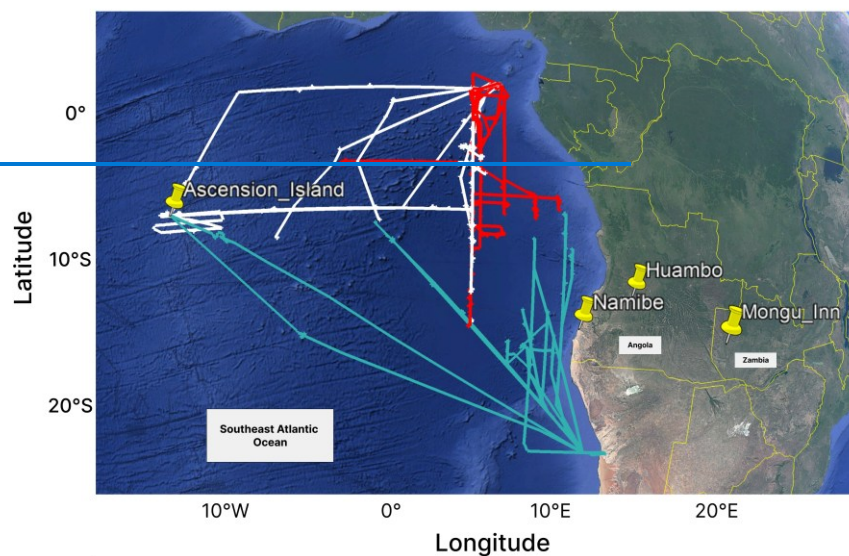 0°
Ascension_Island
Latitude
10°S
Huambo
Namibe
Mongu_Inn
Angola
Zambia
20°S
Southeast Atlantic
Ocean
10°W
0°
10°E
20°E
Longitude